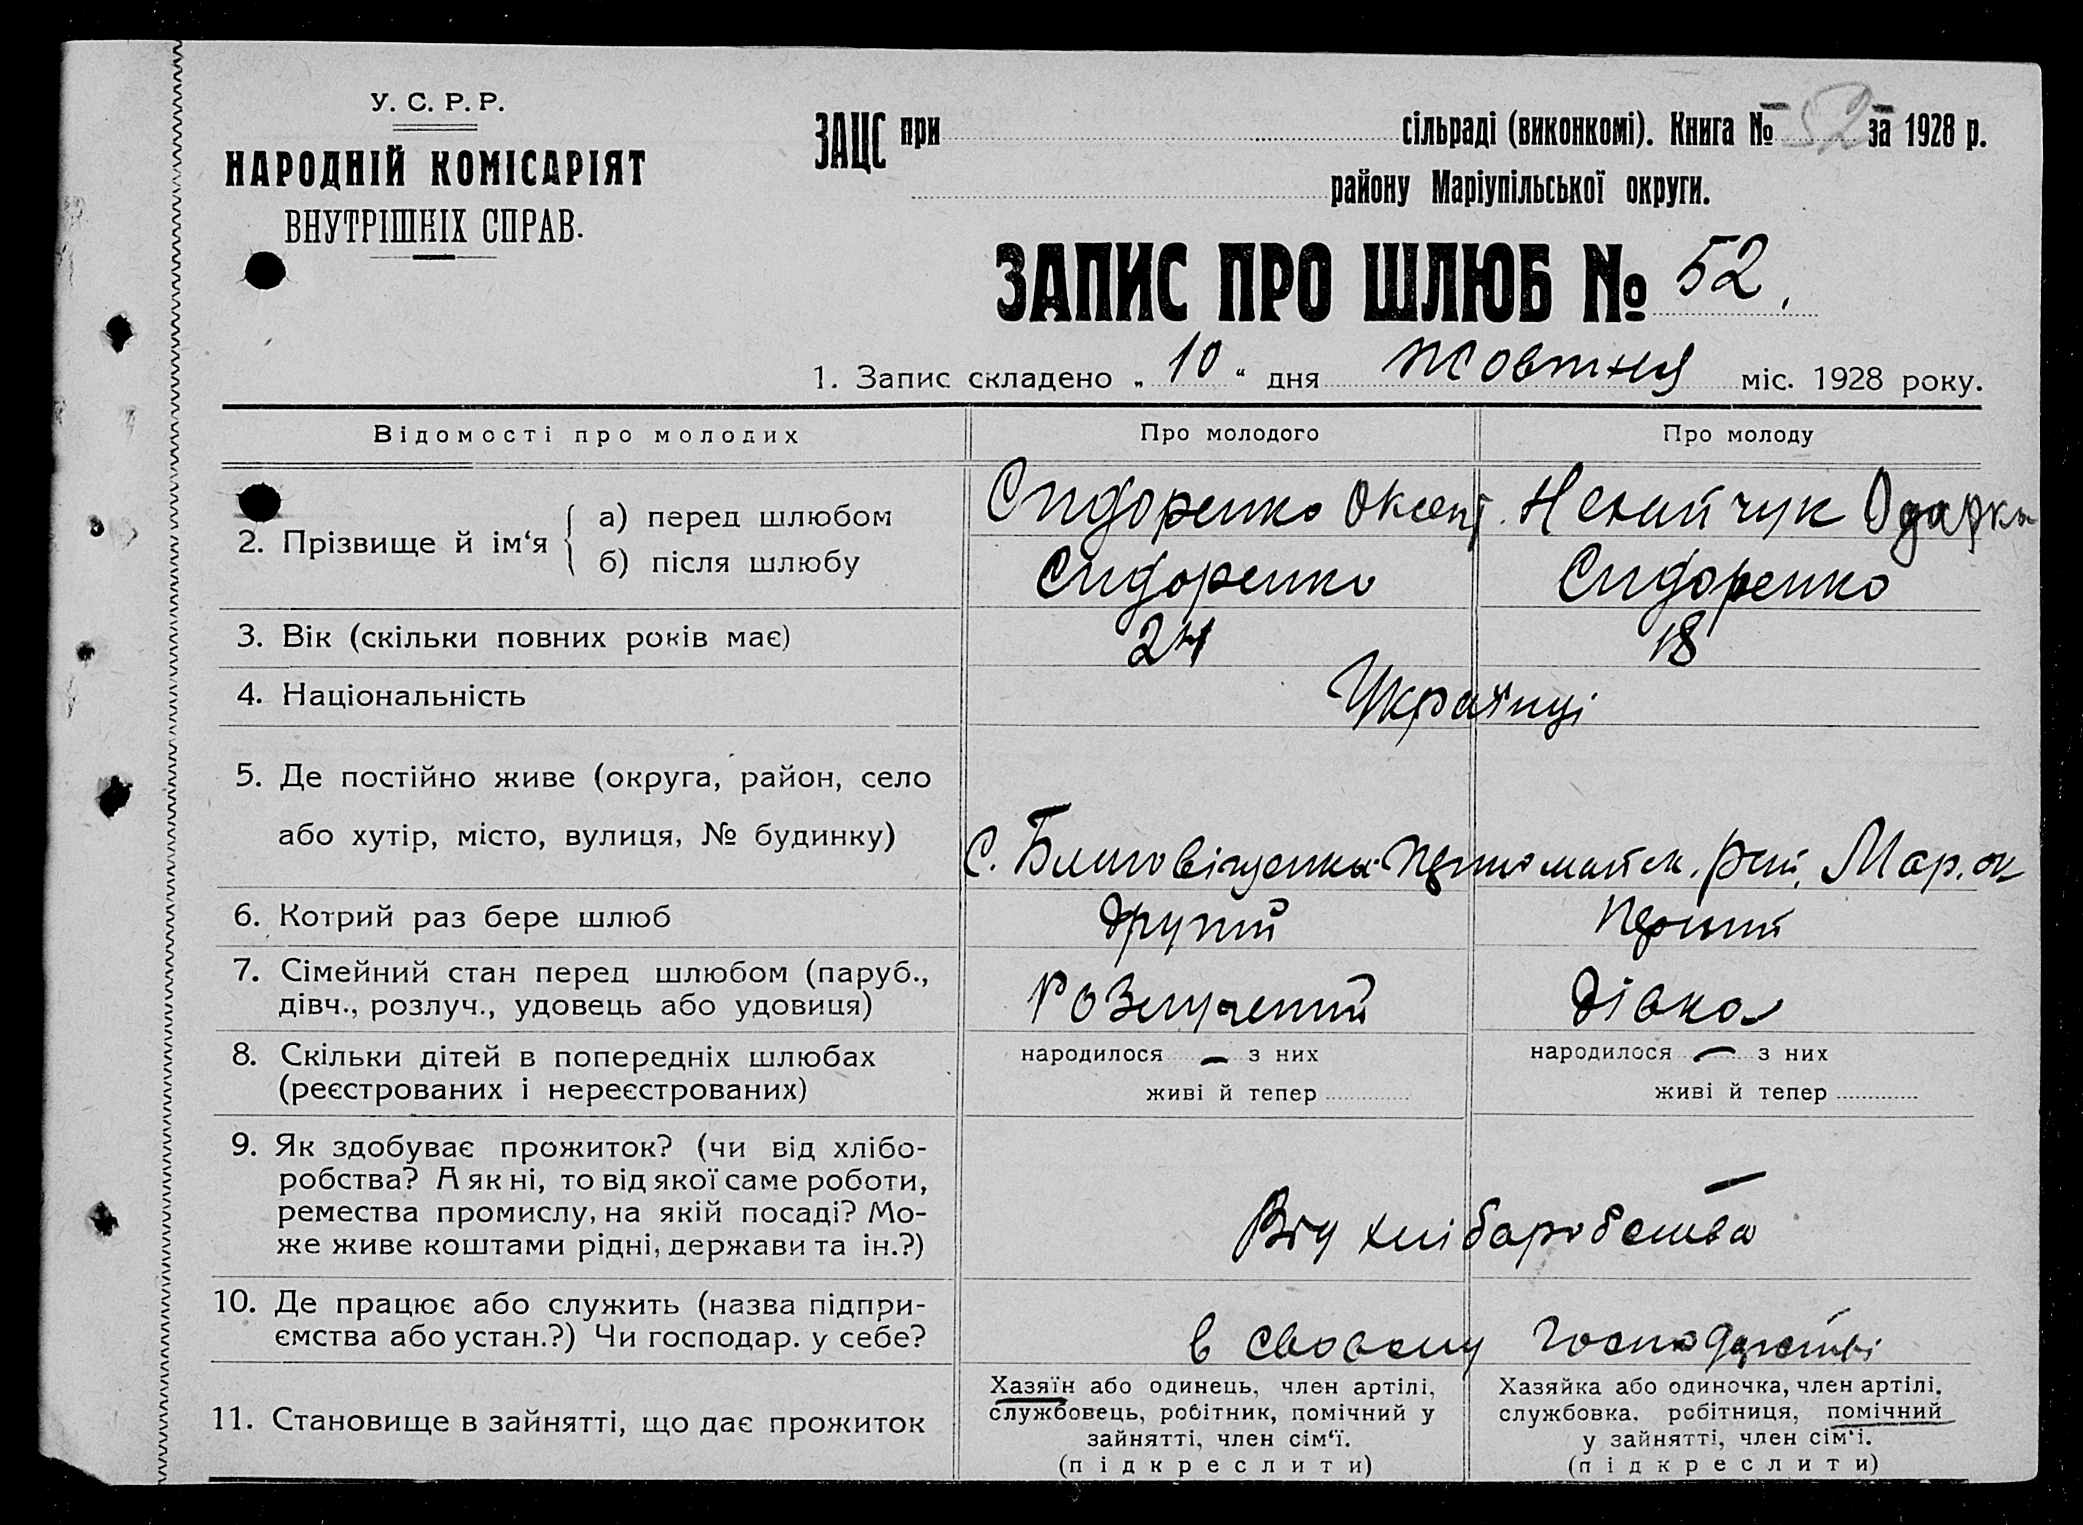 У. С. Р. Р.
НАРОДНІЙ КОМІСАРІЯТ
ВНУТРІШНІХ СПРАВ.
ЗАЦС при сільраді (виконкомі). Книга № 52 за 1928 р.
району Маріупільської округи.
ЗАПИС ПРО ШЛЮБ № 52.
1. Запис складено „ 10 “ дня жовтня міс. 1928 року.
Відомості про молодих
Про молодого
Про молоду
2. Прізвище й ім‘я
а) перед шлюбом
Сидоренко Оксент.
Одарка
б) після шлюбу
Сидоренко
Сидоренко
3. Вік (скільки повних років має)
24
18
4. Національність
Українці
5. Де постійно живе (округа, район, село
або хутір, місто, вулиця, № будинку)
С. Благовіщенка Першомайск. рай. Мар. ок
6. Котрий раз бере шлюб
другий
перший
7. Сімейний стан перед шлюбом (паруб.,
дівч., розлуч., удовець або удовиця)
розлучений
дівка
8. Скільки дітей в попередніх шлюбах
(реєстрованих і нереєстрованих)
народилося — з них
живі й тепер
народилося — з них
живі й тепер
9. Як здобуває прожиток? (чи від хлібо-
робства? А як ні, то від якої саме роботи,
ремества промислу, на якій посаді? Мо-
же живе коштами рідні, держави та ін.?)
Від хліборобства
10. Де працює або служить (назва підпри-
ємства або устан.?) Чи господар. у себе?
в своєму господарстві
11. Становище в зайнятті, що дає прожиток
Хазяїн або одинець, член артілі,
службовець, робітник, помічний у
зайнятті, член сім‘ї.
(підкреслити)
Хазяйка або одиночка, член артілі,
службовка, робітниця, помічний
у зайнятті, член сім‘ї.
(підкреслити)